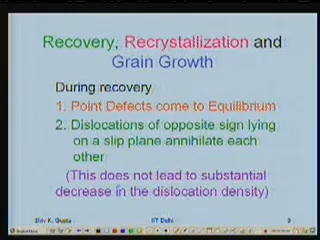 Recovery, Recrystallization and
Grain Growth
During recovery
1. Point Defects come to Equilibrium
2. Dislocations of opposite sign lying
on a slip plane annihilate each
other
(This does not lead to substantial
decrease in the dislocation density)
Shiv K. Gupta IIT Delhi 9